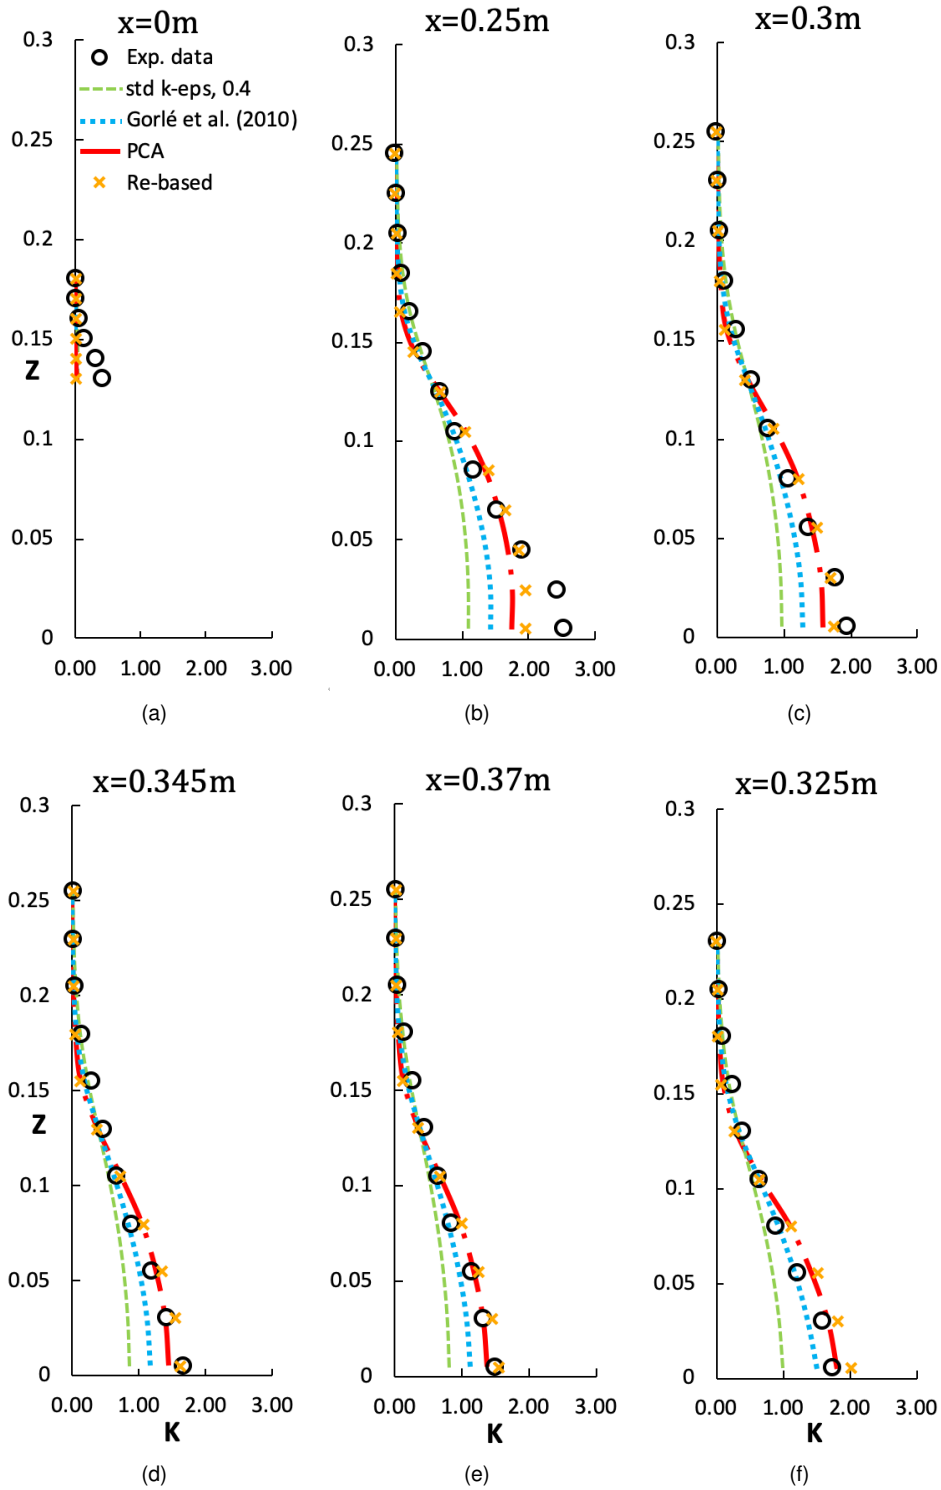 x=0m
0.3
Exp. data
std k-eps, 0.4
Gorlé et al. (2010)
PCA
Re-based
0.25
0.2
0.15
Z
0.1
0.05
0
0.00 1.00 2.00 3.00
(a)
x=0.25m
0.3
0.25
0.2
0.15
0.1
0.05
0
0.00 1.00 2.00 3.00
(b)
x=0.3m
0.3
0.25
0.2
0.15
0.1
0.05
0
0.00 1.00 2.00 3.00
(c)
x=0.345m
0.3
0.25
0.2
0.15
Z
0.1
0.05
0
0.00 1.00 2.00 3.00
K
(d)
x=0.37m
0.3
0.25
0.2
0.15
0.1
0.05
0
0.00 1.00 2.00 3.00
K
(e)
x=0.325m
0.3
0.25
0.2
0.15
0.1
0.05
0
0.00 1.00 2.00 3.00
K
(f)